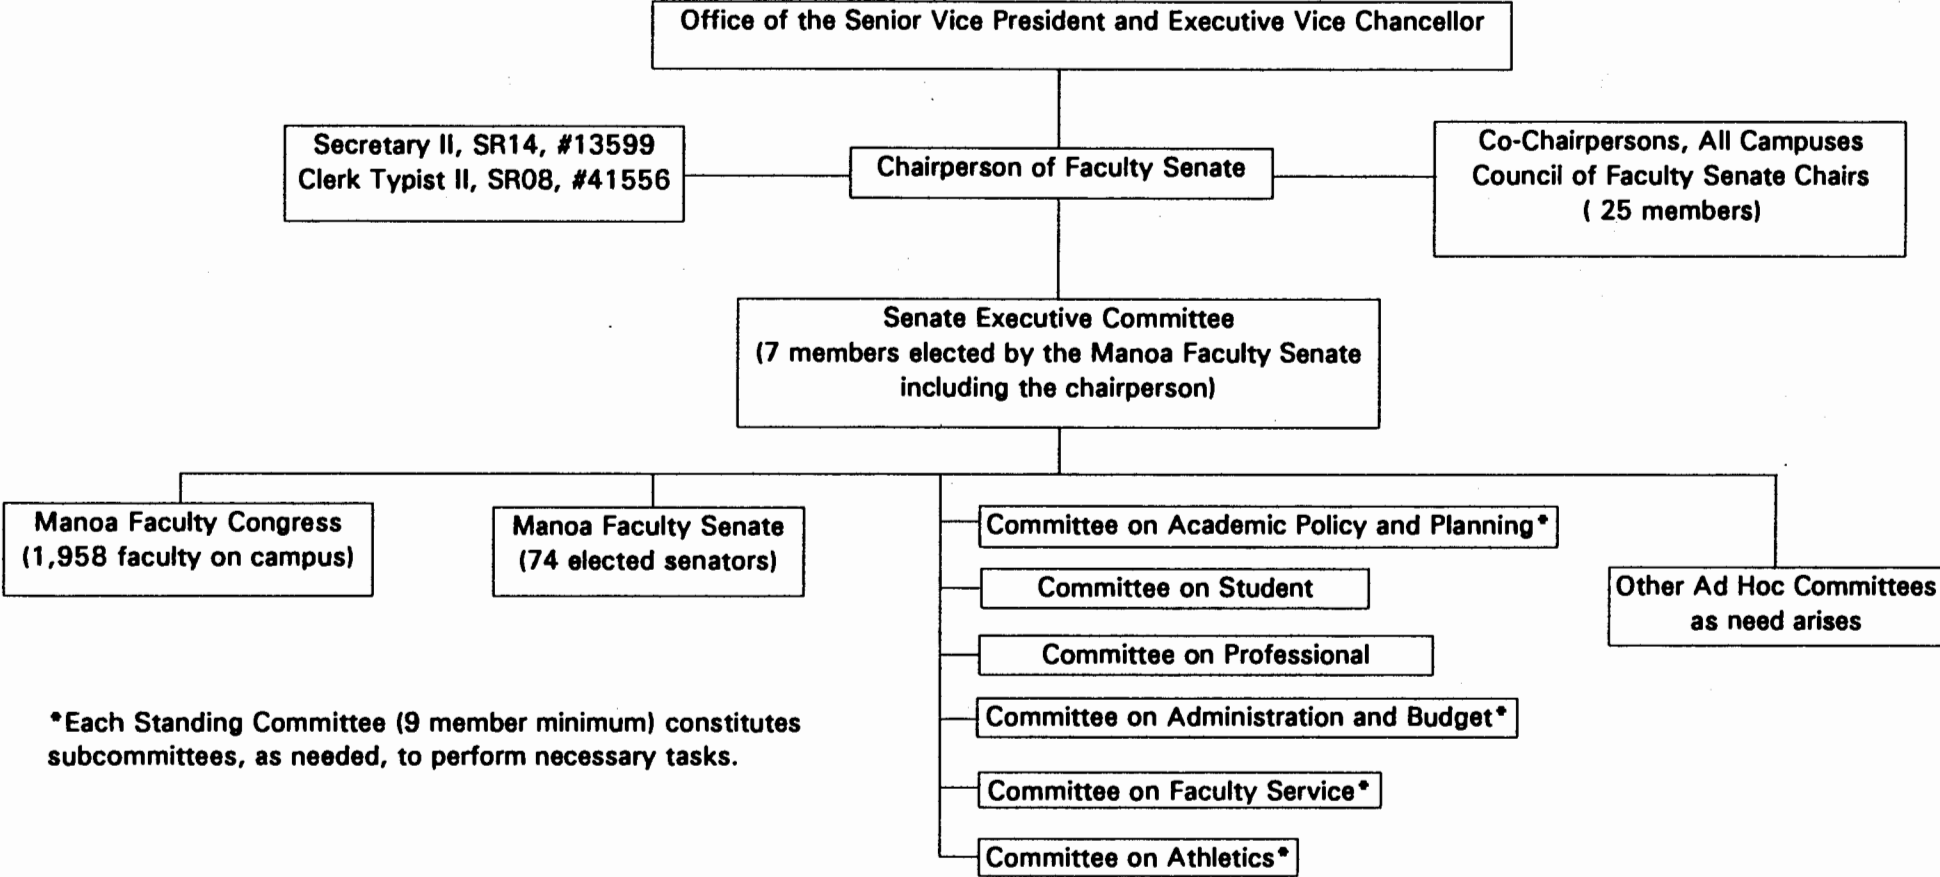 Office of the Senior Vice President and Executive Vice Chancellor
Secretary II, SR14, #13599
Clerk Typist II, SR08, #41556
Chairperson of Faculty Senate
Co-Chairpersons, All Campuses
Council of Faculty Senate Chairs
( 25 members)
Senate Executive Committee
(7 members elected by the Manoa Faculty Senate
including the chairperson)
Manoa Faculty Congress
(1,958 faculty on campus)
Manoa Faculty Senate
(74 elected senators)
Committee on Academic Policy and Planning*
Committee on Student
Committee on Professional
Committee on Administration and Budget*
Committee on Faculty Service*
Committee on Athletics*
Other Ad Hoc Committees
as need arises
*Each Standing Committee (9 member minimum) constitutes
subcommittees, as needed, to perform necessary tasks.